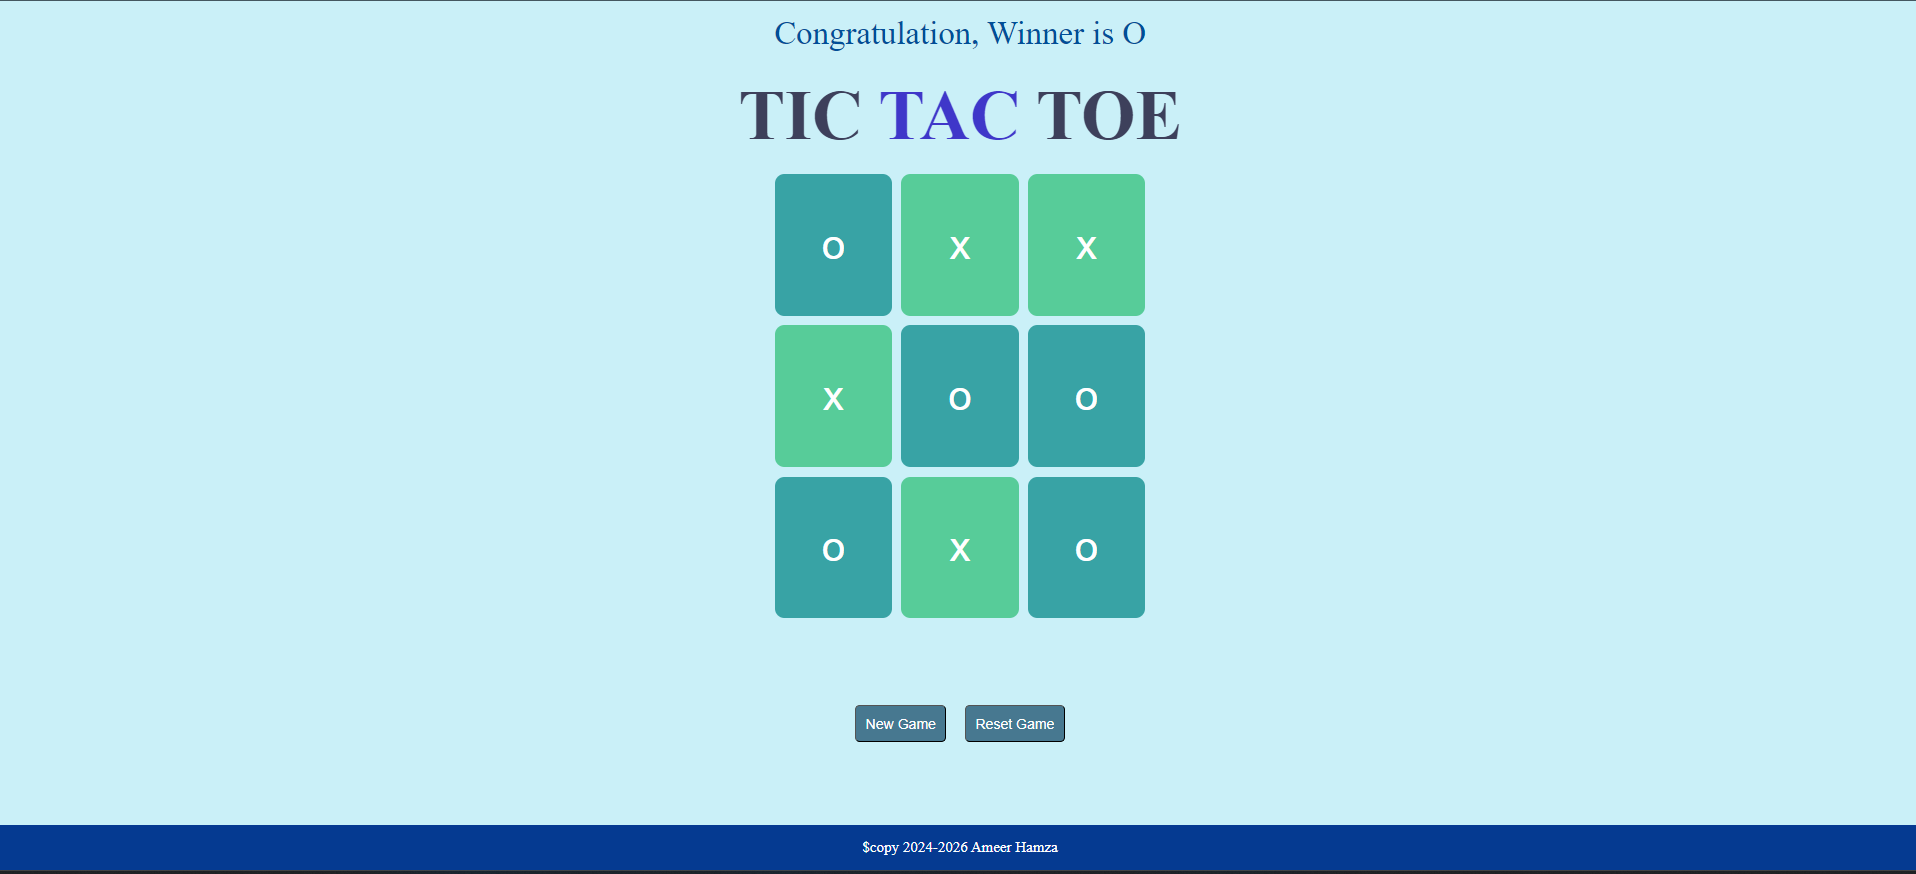 Congratulation, Winner is O
TIC TAC TOE
O X X
X O O
O X O
New Game Reset Game
$copy 2024-2026 Ameer Hamza